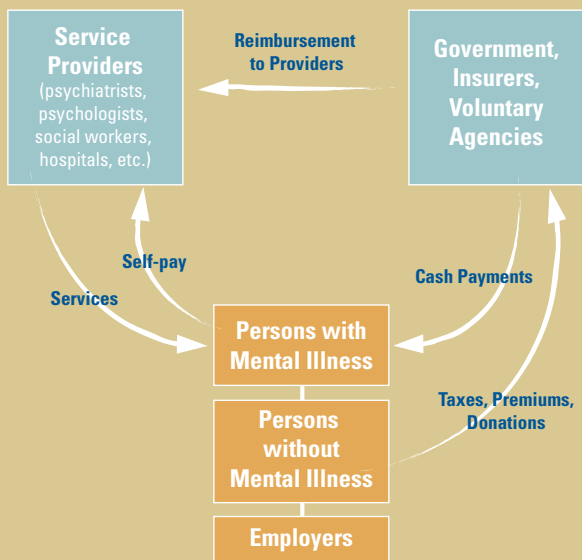 Service
Providers
(psychiatrists,
psychologists,
social workers,
hospitals, etc.)
Reimbursement
to Providers
Government,
Insurers,
Voluntary
Agencies
Self-pay
Services
Cash Payments
Persons with
Mental Illness
Taxes, Premiums,
Donations
Persons
without
Mental Illness
Employers